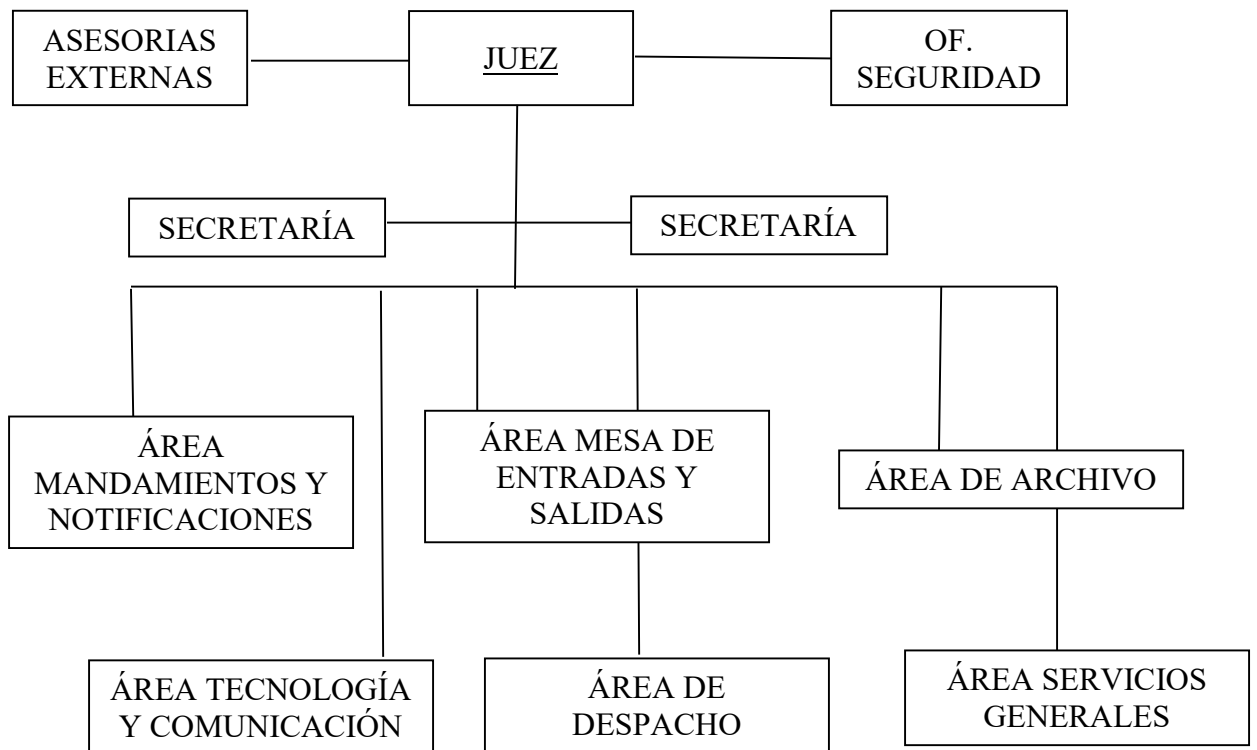 ASESORIAS
EXTERNAS
JUEZ
OF.
SEGURIDAD
SECRETARÍA
SECRETARÍA
ÁREA
MANDAMIENTOS Y
NOTIFICACIONES
ÁREA MESA DE
ENTRADAS Y
SALIDAS
ÁREA DE ARCHIVO
ÁREA TECNOLOGÍA
Y COMUNICACIÓN
ÁREA DE
DESPACHO
ÁREA SERVICIOS
GENERALES